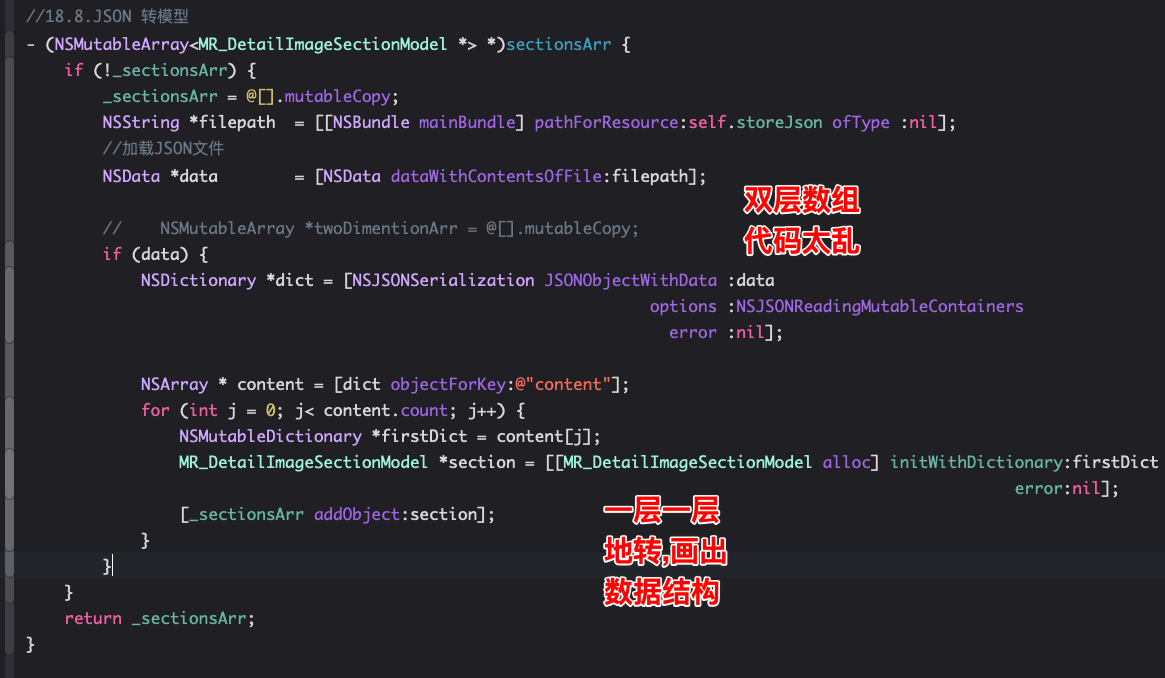 //18.8.JSON 转模型
- (NSMutableArray<MR_DetailImageSectionModel *> *)sectionsArr {
if (!_sectionsArr) {
_sectionsArr = @[].mutableCopy;
NSString *filepath  = [[NSBundle mainBundle] pathForResource:self.storeJson ofType :nil];
//加载JSON文件
NSData *data        = [NSData dataWithContentsOfFile:filepath];
双层数组
//    NSMutableArray *twoDimentionArr = @[].mutableCopy;
代码太乱
if (data) {
NSDictionary *dict = [NSJSONSerialization JSONObjectWithData :data
options :NSJSONReadingMutableContainers
error :nil];
NSArray * content = [dict objectForKey:@"content"];
for (int j = 0; j< content.count; j++) {
NSMutableDictionary *firstDict = content[j];
MR_DetailImageSectionModel *section = [[MR_DetailImageSectionModel alloc] initWithDictionary:firstDict
error:nil];
[_sectionsArr addObject:section];
一层一层
}
地转,画出
}
数据结构
}
return _sectionsArr;
}